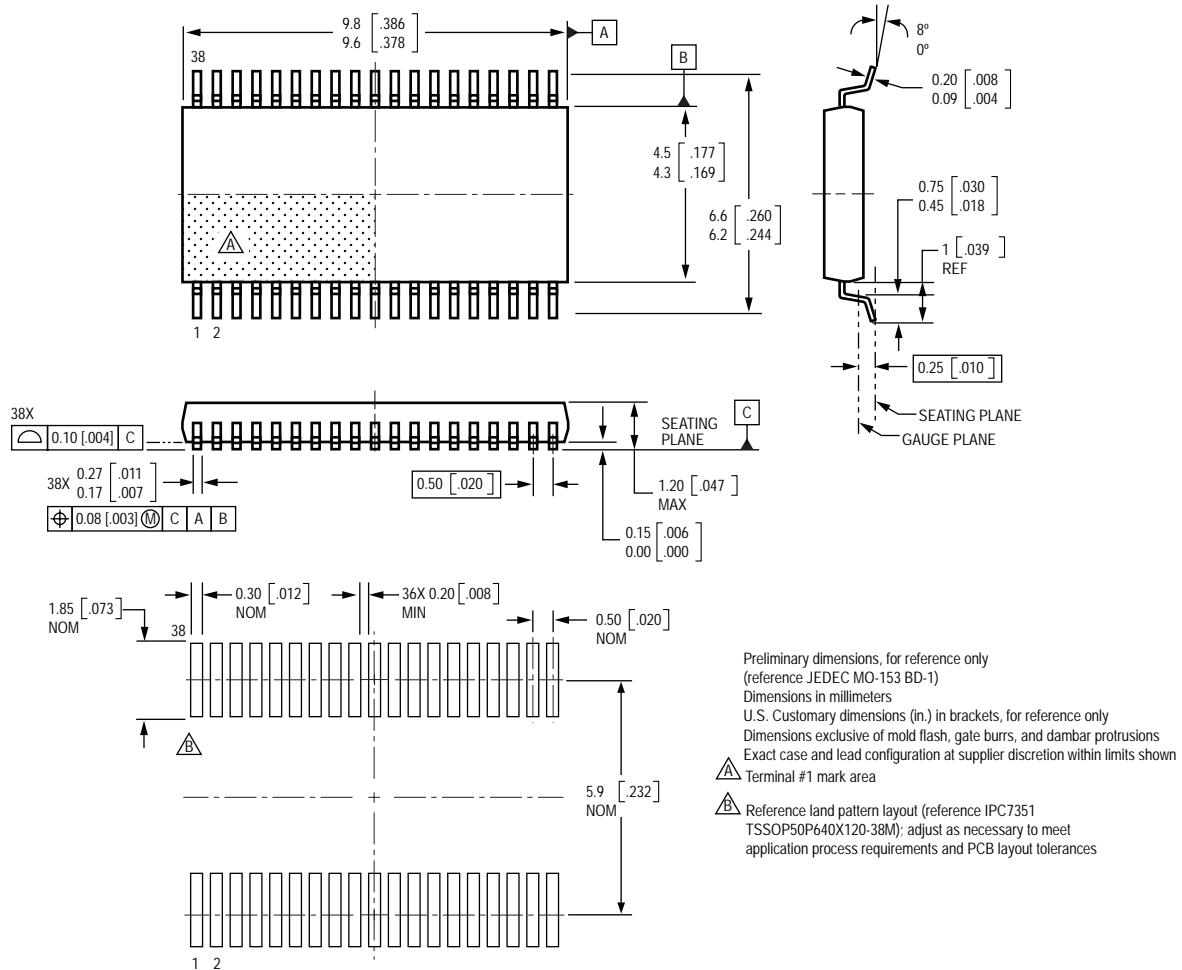 9.8 [.386
9.6 .378]
A
38
B
8º
0º
0.20 [.008
0.09 .004]
4.5 [.177
4.3 .169]
6.6 [.260
6.2 .244]
0.75 [.030
0.45 .018]
1 [.039]
REF
A
1 2
0.25 [.010]
SEATING PLANE
GAUGE PLANE
38X
0.10 [.004] C
SEATING
PLANE
C
38X 0.27 [.011
0.17 .007]
0.50 [.020]
1.20 [.047]
MAX
0.08 [.003] Ⓜ C A B
0.15 [.006
0.00 .000]
1.85 [.073]
NOM
0.30 [.012]
NOM
36X 0.20 [.008]
MIN
0.50 [.020]
NOM
38
B
5.9 [.232]
NOM
1 2
Preliminary dimensions, for reference only
(reference JEDEC MO-153 BD-1)
Dimensions in millimeters
U.S. Customary dimensions (in.) in brackets, for reference only
Dimensions exclusive of mold flash, gate burrs, and dambar protrusions
Exact case and lead configuration at supplier discretion within limits shown
A Terminal #1 mark area
B Reference land pattern layout (reference IPC7351
TSSOP50P640X120-38M); adjust as necessary to meet
application process requirements and PCB layout tolerances